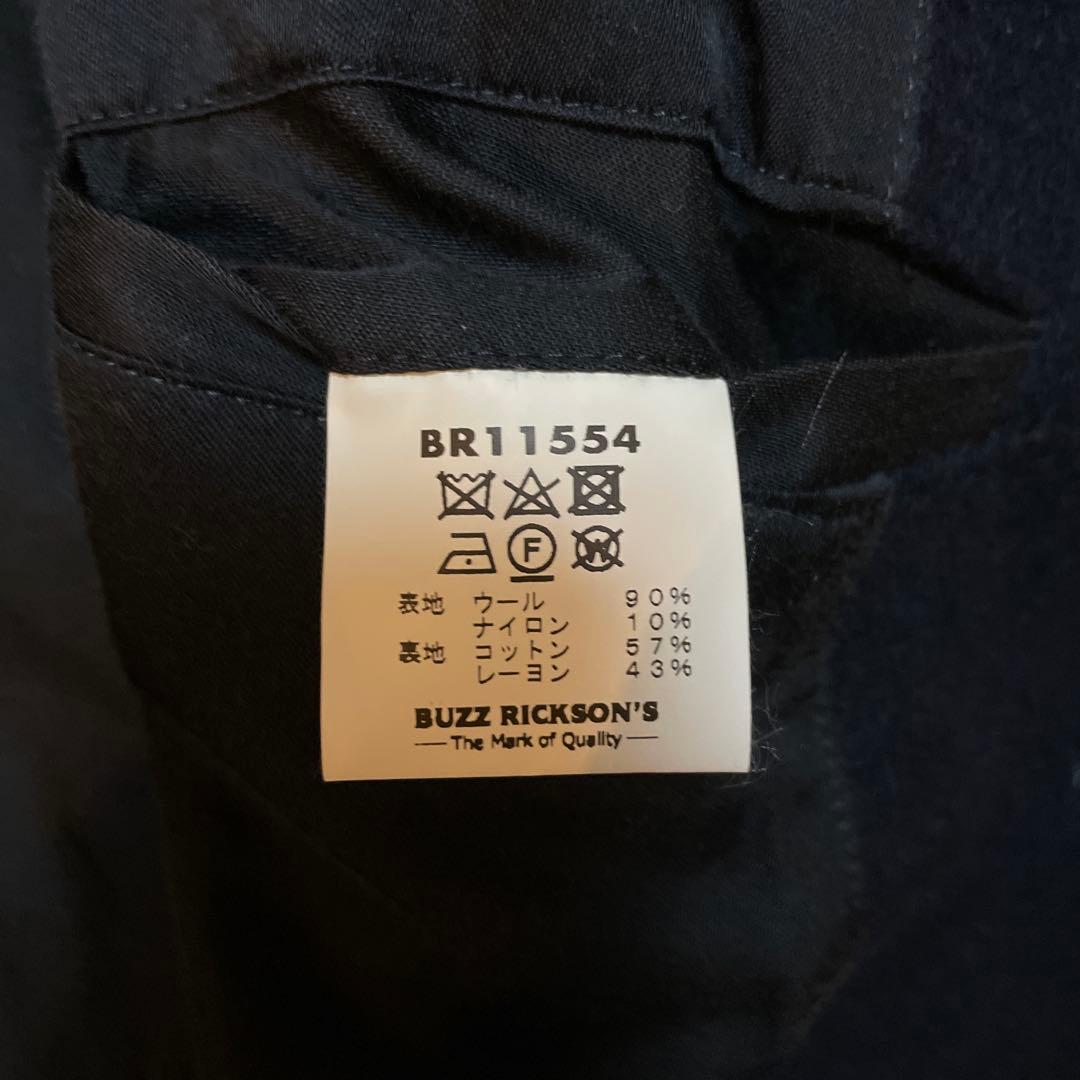 BR11554
F
W
表地 ウール 90%
ナイロン 10%
裏地 コットン 57%
レーヨン 43%
BUZZ RICKSON'S
The Mark of Quality